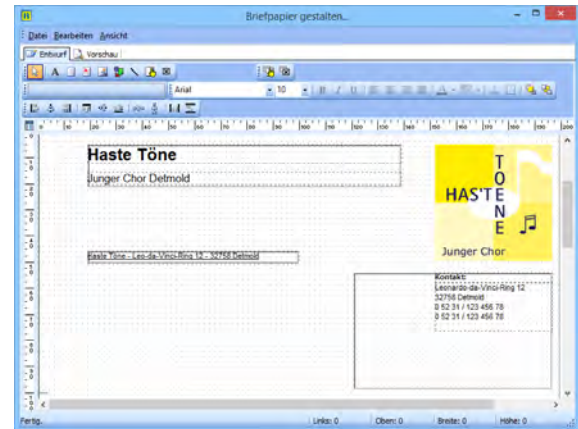 Briefpapier gestalten...
Datei Bearbeiten Ansicht
Entwurf Vorschau
Arial 10
Haste Töne
Junger Chor Detmold
HAS'TE
TOENE
Junger Chor
Haste Töne - Leo-da-Vinci-Ring 12 - 32758 Detmold
Kontakt:
Leonardo-da-Vinci-Ring 12
32758 Detmold
0 52 31 / 123 456 78
0 52 31 / 123 456 78
Fertig. Links: 0 Oben: 0 Breite: 0 Höhe: 0